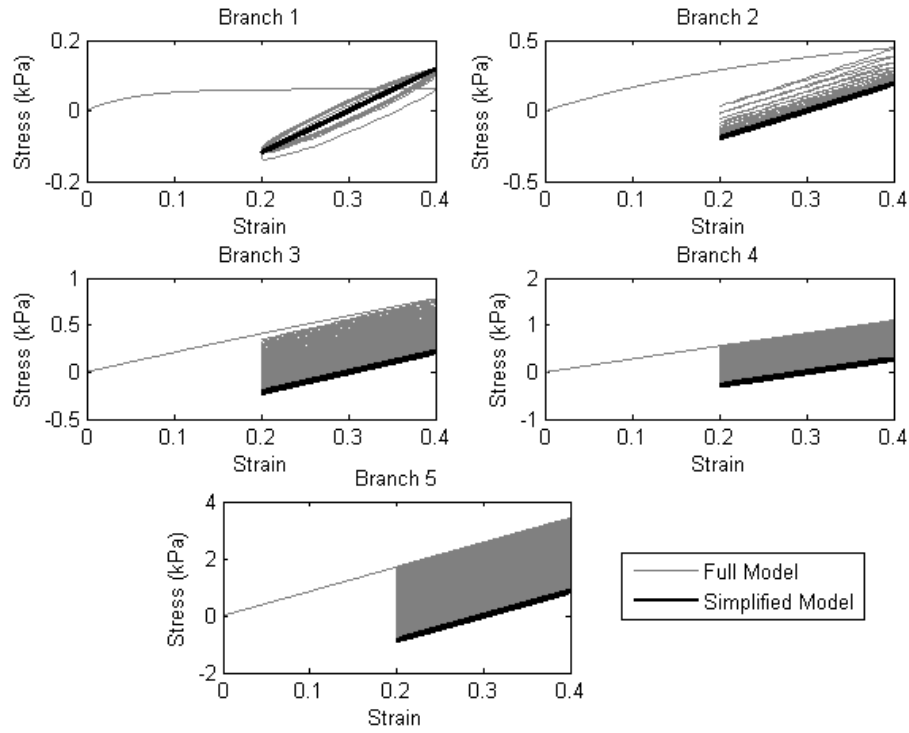 Branch 1
0.2
0
-0.2
Stress (kPa)
0 0.1 0.2 0.3 0.4
Strain
Branch 2
0.5
0
-0.5
Stress (kPa)
0 0.1 0.2 0.3 0.4
Strain
Branch 3
1
0.5
0
-0.5
Stress (kPa)
0 0.1 0.2 0.3 0.4
Strain
Branch 4
2
1
0
-1
Stress (kPa)
0 0.1 0.2 0.3 0.4
Strain
Branch 5
4
2
0
-2
Stress (kPa)
0 0.1 0.2 0.3 0.4
Strain
Full Model
Simplified Model